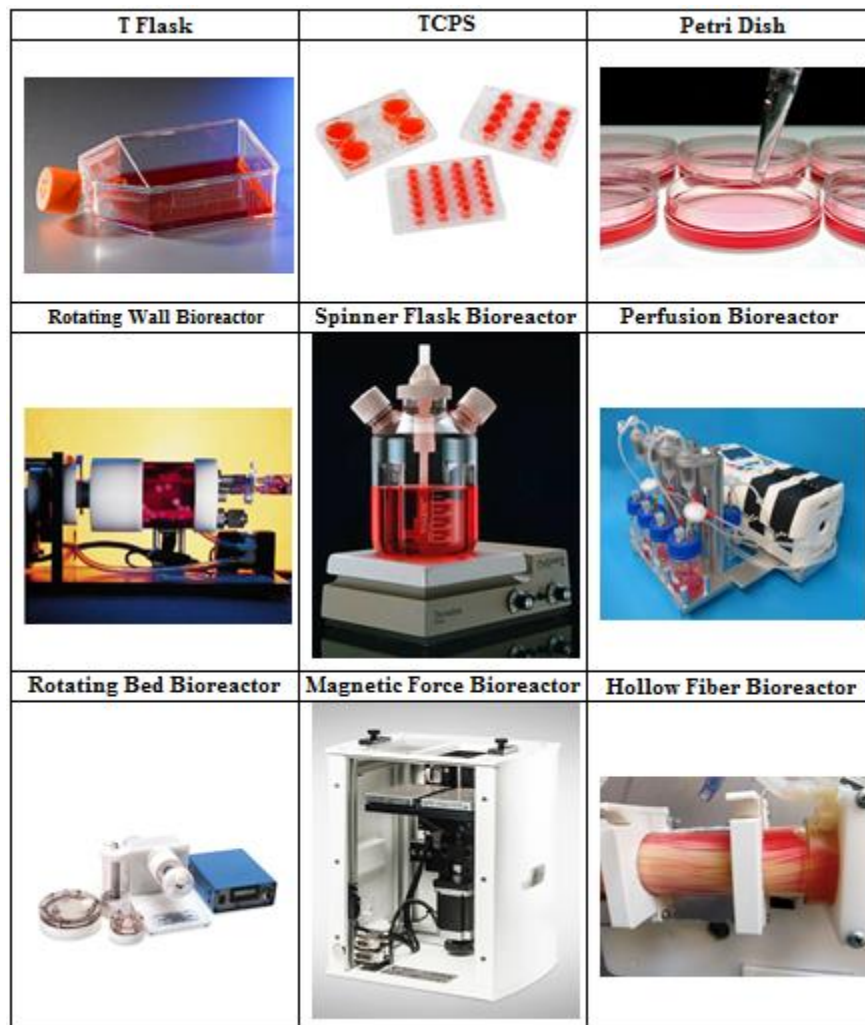 T Flask
TCPS
Petri Dish
Rotating Wall Bioreactor
Spinner Flask Bioreactor
Perfusion Bioreactor
Rotating Bed Bioreactor
Magnetic Force Bioreactor
Hollow Fiber Bioreactor